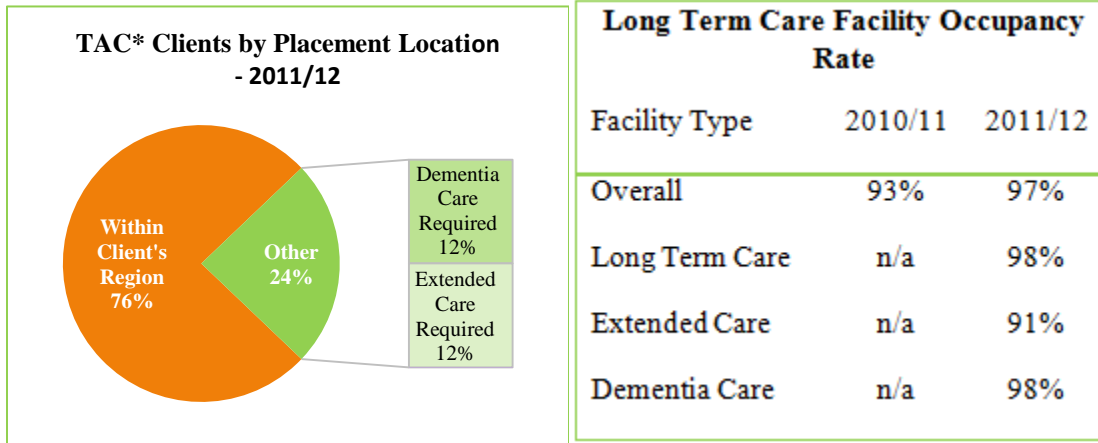 TAC* Clients by Placement Location
- 2011/12
Within
Client's
Region
76%
Other
24%
Dementia
Care
Required
12%
Extended
Care
Required
12%
Long Term Care Facility Occupancy
Rate
Facility Type 2010/11 2011/12
Overall 93% 97%
Long Term Care n/a 98%
Extended Care n/a 91%
Dementia Care n/a 98%